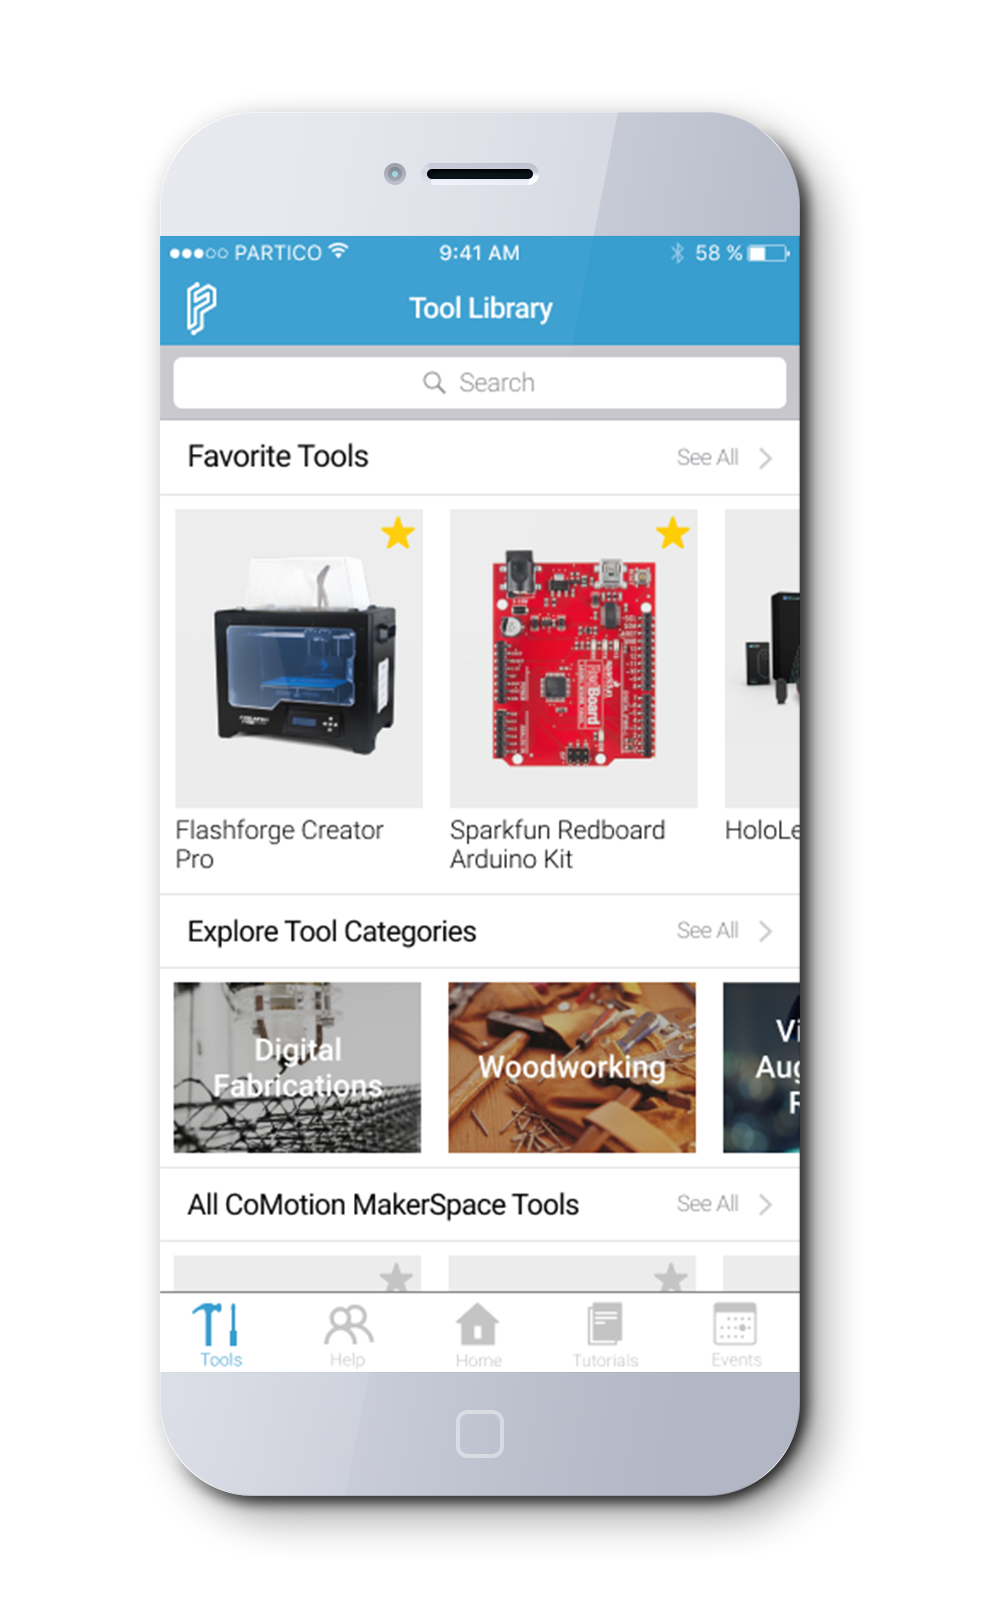 PARTICO
9:41 AM
58 %
Tool Library
Search
Favorite Tools
See All
Flashforge Creator
Pro
Sparkfun Redboard
Arduino Kit
HoloLe
Explore Tool Categories
See All
Digital
Fabrications
Woodworking
Vi
Aug
R
All CoMotion MakerSpace Tools
See All
Tools
Help
Home
Tutorials
Events